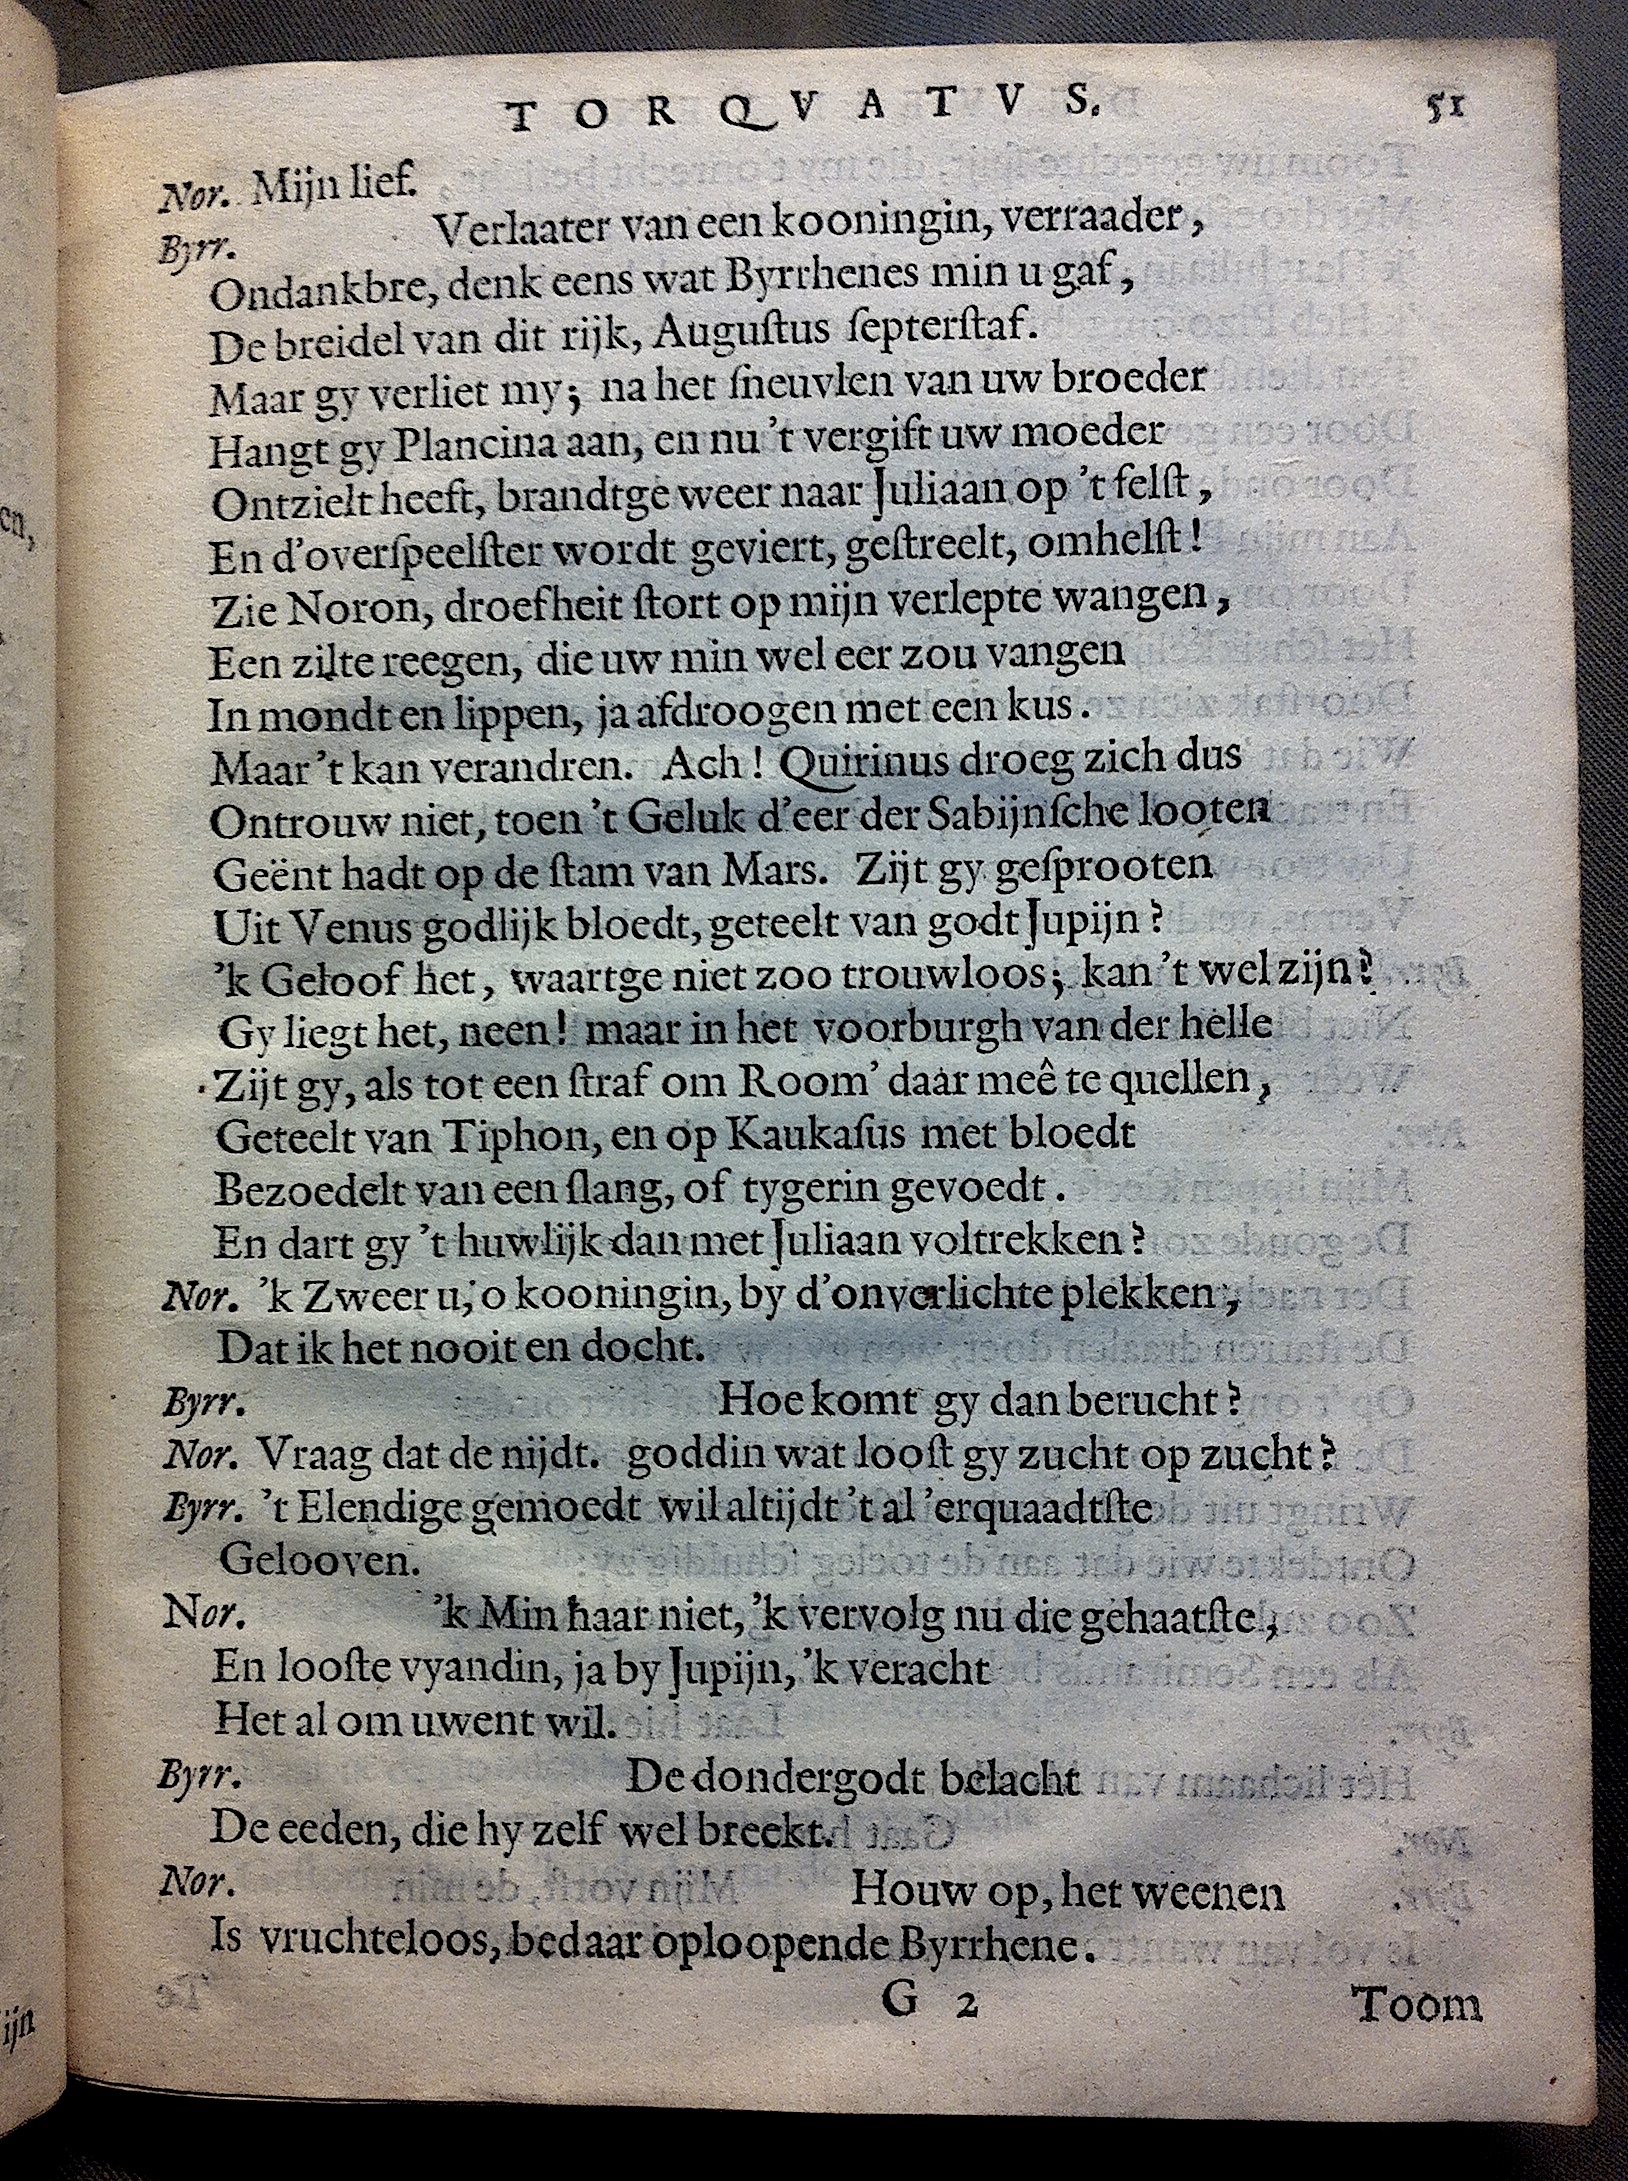 TORQVATVS. 51
Nor. Mijn lief.
Byrr. Verlaater van een kooningin, verraader,
Ondankbre, denk eens wat Byrrhenes min u gaf,
De breidel van dit rijk, Auguſtus ſepterſtaf.
Maar gy verliet my; na het ſneuvlen van uw broeder
Hangt gy Plancina aan, en nu 't vergift uw moeder
Ontzielt heeft, brandtge weer naar Juliaan op 't felſt,
En d'overſpeelſter wordt geviert, geſtreelt, omhelſt!
Zie Noron, droefheit ſtort op mijn verlepte wangen,
Een zilte reegen, die uw min wel eer zou vangen
In mondt en lippen, ja afdroogen met een kus.
Maar 't kan verandren. Ach! Quirinus droeg zich dus
Ontrouw niet, toen 't Geluk d'eer der Sabijnſche looten
Geënt hadt op de ſtam van Mars. Zijt gy geſprooten
Uit Venus godlijk bloedt, geteelt van godt Jupijn?
'k Geloof het, waartge niet zoo trouwloos; kan 't wel zijn?
Gy liegt het, neen! maar in het voorburgh van der helle
Zijt gy, als tot een ſtraf om Room' daar meê te quellen,
Geteelt van Tiphon, en op Kaukaſus met bloedt
Bezoedelt van een ſlang, of tygerin gevoedt.
En dart gy 't huwlijk dan met Juliaan voltrekken?
Nor. 'k Zweer u, o kooningin, by d'onverlichte plekken,
Dat ik het nooit en docht.
Byrr. Hoe komt gy dan berucht?
Nor. Vraag dat de nijdt. goddin wat looſt gy zucht op zucht?
Byrr. 't Elendige gemoedt wil altijdt 't al 'erquaadtſte
Gelooven.
Nor. 'k Min haar niet, 'k vervolg nu die gehaatſte,
En looſte vyandin, ja by Jupijn, 'k veracht
Het al om uwent wil.
Byrr. De dondergodt belacht
De eeden, die hy zelf wel breekt.
Nor. Houw op, het weenen
Is vruchteloos, bedaar oploopende Byrrhene.
G 2 Toom